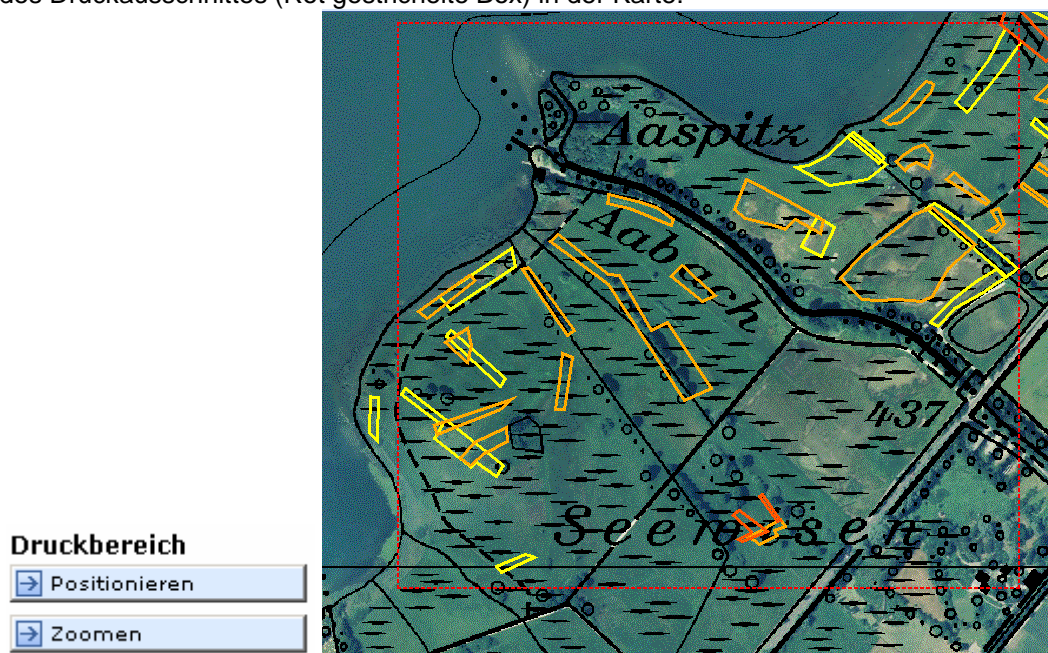 des Druckausschnittes (Rot gestrichelte Box) in der Karte.
Aaspitz
Aabach
437
Seewisen
Druckbereich
Positionieren
Zoomen